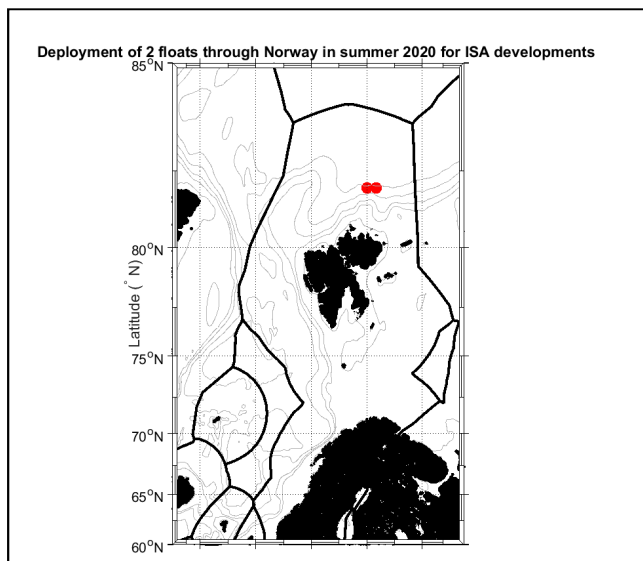 Deployment of 2 floats through Norway in summer 2020 for ISA developments
85°N
80°N
Latitude (° N)
75°N
70°N
65°N
60°N